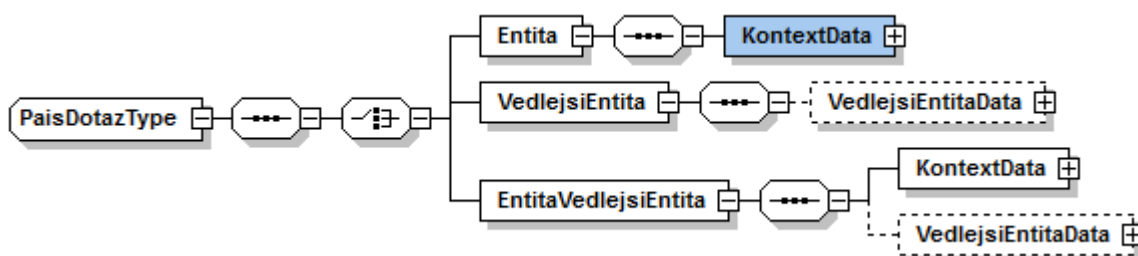 Entita
KontextData
PaisDotazType
VedlejsiEntita
VedlejsiEntitaData
EntitaVedlejsiEntita
KontextData
VedlejsiEntitaData